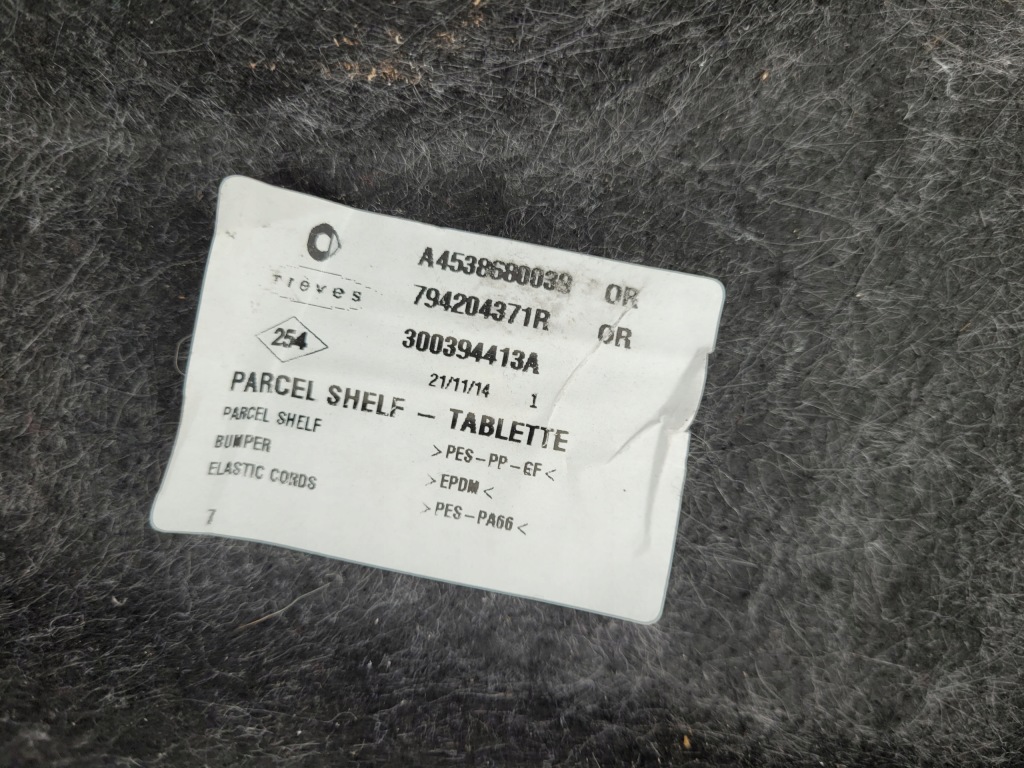 A4538680039 OR
Trèves
794204371R OR
254
300394413A
21/11/14 1
PARCEL SHELF - TABLETTE
PARCEL SHELF >PES-PP-GF<
BUMPER >EPDM<
ELASTIC CORDS >PES-PA66<
7